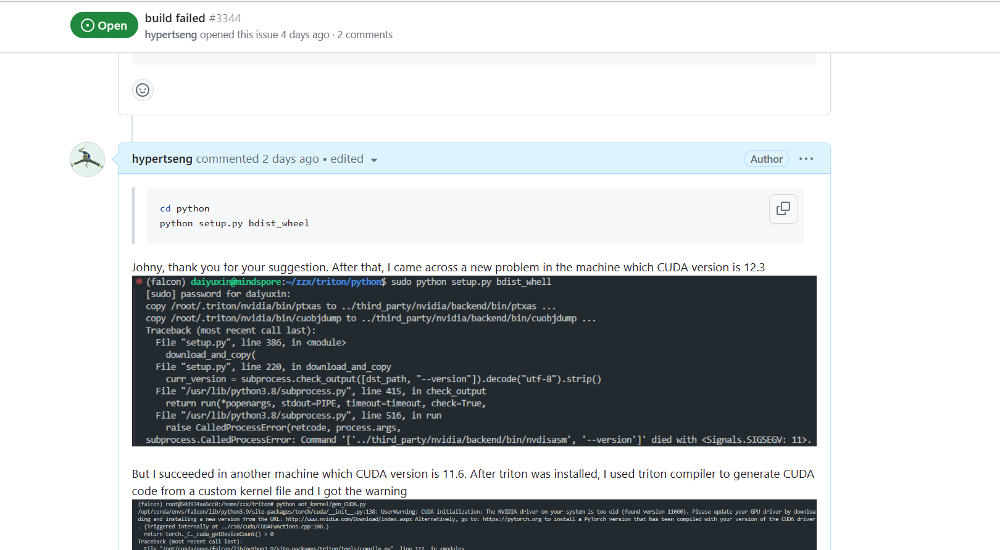 Open
build failed #3344
hypertseng opened this issue 4 days ago · 2 comments
hypertseng commented 2 days ago • edited
Author
cd python
python setup.py bdist_wheel
Johny, thank you for your suggestion. After that, I came across a new problem in the machine which CUDA version is 12.3
(falcon) daiyuxin@mindspore:~/zzx/triton/python$ sudo python setup.py bdist_whell
[sudo] password for daiyuxin:
copy /root/.triton/nvidia/bin/ptxas to ../third_party/nvidia/backend/bin/ptxas ...
copy /root/.triton/nvidia/bin/cuobjdump to ../third_party/nvidia/backend/bin/cuobjdump ...
Traceback (most recent call last):
File "setup.py", line 386, in <module>
download_and_copy(
File "setup.py", line 220, in download_and_copy
curr_version = subprocess.check_output([dst_path, "--version"]).decode("utf-8").strip()
File "/usr/lib/python3.8/subprocess.py", line 415, in check_output
return run(*popenargs, stdout=PIPE, timeout=timeout, check=True,
File "/usr/lib/python3.8/subprocess.py", line 516, in run
raise CalledProcessError(retcode, process.args,
subprocess.CalledProcessError: Command '['../third_party/nvidia/backend/bin/nvdisasm', '--version']' died with <Signals.SIGSEGV: 11>.
But I succeeded in another machine which CUDA version is 11.6. After triton was installed, I used triton compiler to generate CUDA
code from a custom kernel file and I got the warning
(falcon) root@50d934aa5cc0:/home/zzx/triton# python aot_kernel/gen_CUDA.py
/opt/conda/envs/falcon/lib/python3.9/site-packages/torch/cuda/__init__.py:138: UserWarning: CUDA initialization: The NVIDIA driver on your system is too old (found version 11060). Please update your GPU driver by downloa
ding and installing a new version from the URL: http://www.nvidia.com/Download/index.aspx Alternatively, go to: https://pytorch.org to install a PyTorch version that has been compiled with your version of the CUDA driver
. (Triggered internally at ../c10/cuda/CUDAFunctions.cpp:108.)
return torch._C._cuda_getDeviceCount() > 0
Traceback (most recent call last):
File "/opt/conda/envs/falcon/lib/python3.9/site-packages/triton/tools/compile.py", line 112, in <module>